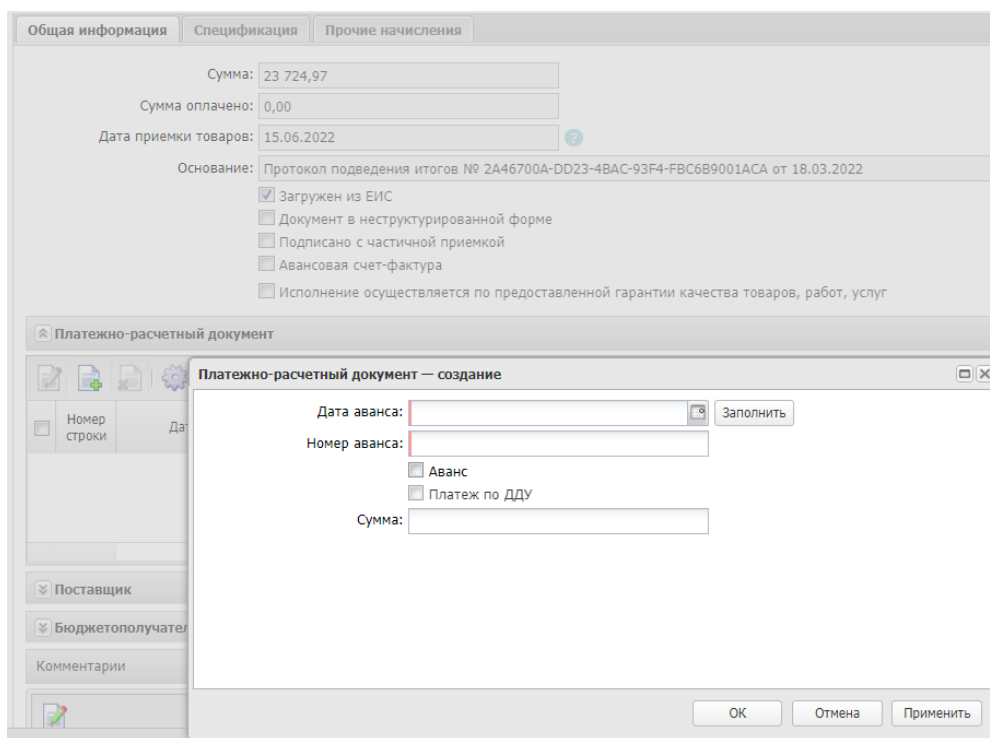 Общая информация Спецификация Прочие начисления
Сумма: 23 724,97
Сумма оплачено: 0,00
Дата приемки товаров: 15.06.2022 ?
Основание: Протокол подведения итогов № 2A46700A-DD23-4BAC-93F4-FBC6B9001ACA от 18.03.2022
Загружен из ЕИС
Документ в неструктурированной форме
Подписано с частичной приемкой
Авансовая счет-фактура
Исполнение осуществляется по предоставленной гарантии качества товаров, работ, услуг
Платежно-расчетный документ
Номер
строки
Да
Платежно-расчетный документ — создание
Дата аванса: Заполнить
Номер аванса:
Аванс
Платеж по ДДУ
Сумма:
Поставщик
Бюджетополучател
Комментарии
ОК Отмена Применить